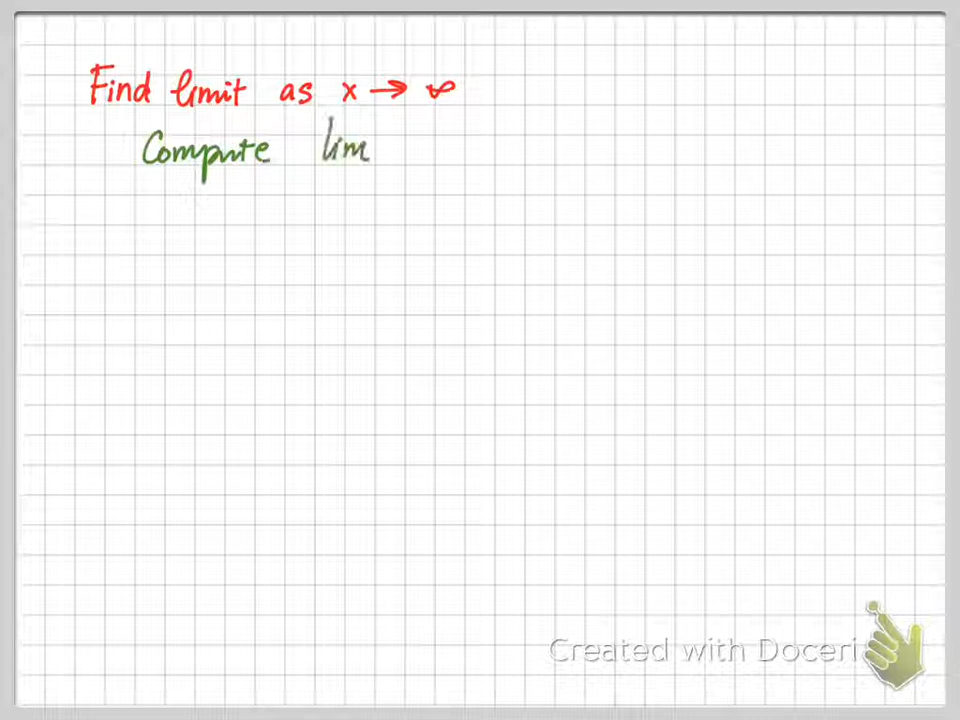 Find limit as x → ∞
Compute lim
Created with Doceri